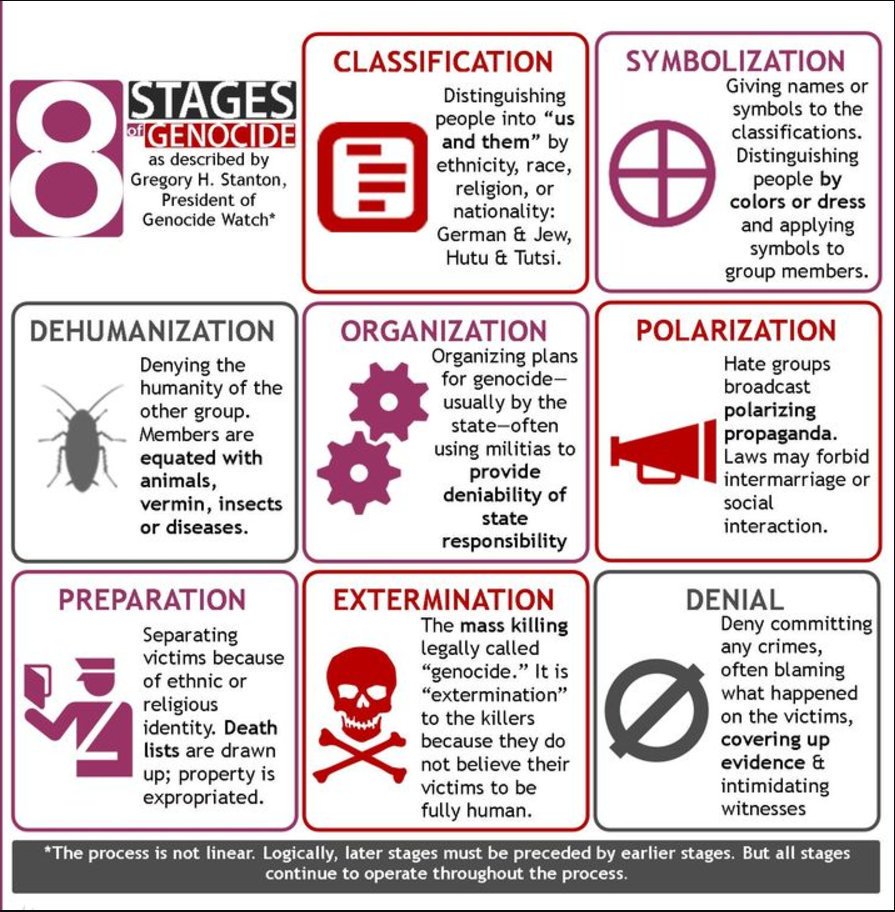 8 STAGES
of GENOCIDE
as described by
Gregory H. Stanton,
President of
Genocide Watch*
CLASSIFICATION
Distinguishing
people into “us
and them” by
ethnicity, race,
religion, or
nationality:
German & Jew,
Hutu & Tutsi.
SYMBOLIZATION
Giving names or
symbols to the
classifications.
Distinguishing
people by
colors or dress
and applying
symbols to
group members.
DEHUMANIZATION
Denying the
humanity of the
other group.
Members are
equated with
animals,
vermin, insects
or diseases.
ORGANIZATION
Organizing plans
for genocide—
usually by the
state—often
using militias to
provide
deniability of
state
responsibility
POLARIZATION
Hate groups
broadcast
polarizing
propaganda.
Laws may forbid
intermarriage or
social
interaction.
PREPARATION
Separating
victims because
of ethnic or
religious
identity. Death
lists are drawn
up; property is
expropriated.
EXTERMINATION
The mass killing
legally called
“genocide.” It is
“extermination”
to the killers
because they do
not believe their
victims to be
fully human.
DENIAL
Deny committing
any crimes,
often blaming
what happened
on the victims,
covering up
evidence &
intimidating
witnesses
*The process is not linear. Logically, later stages must be preceded by earlier stages. But all stages
continue to operate throughout the process.